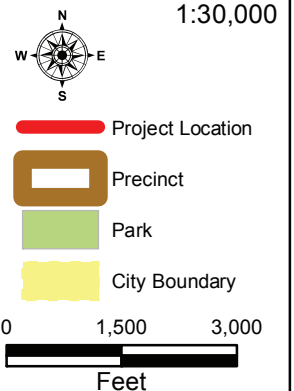 1:30,000
N
W E
S
Project Location
Precinct
Park
City Boundary
0 1,500 3,000
Feet